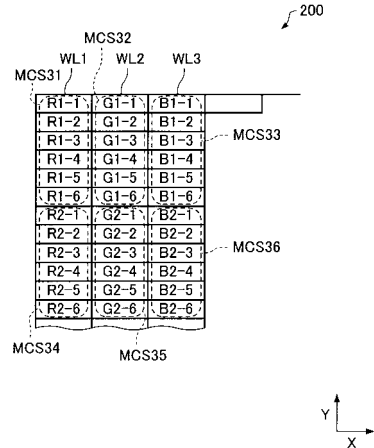 200
MCS32
WL1 WL2 WL3
MCS31
R1-1 G1-1 B1-1
R1-2 G1-2 B1-2
R1-3 G1-3 B1-3 MCS33
R1-4 G1-4 B1-4
R1-5 G1-5 B1-5
R1-6 G1-6 B1-6
R2-1 G2-1 B2-1
R2-2 G2-2 B2-2
R2-3 G2-3 B2-3 MCS36
R2-4 G2-4 B2-4
R2-5 G2-5 B2-5
R2-6 G2-6 B2-6
MCS34 MCS35
Y
X